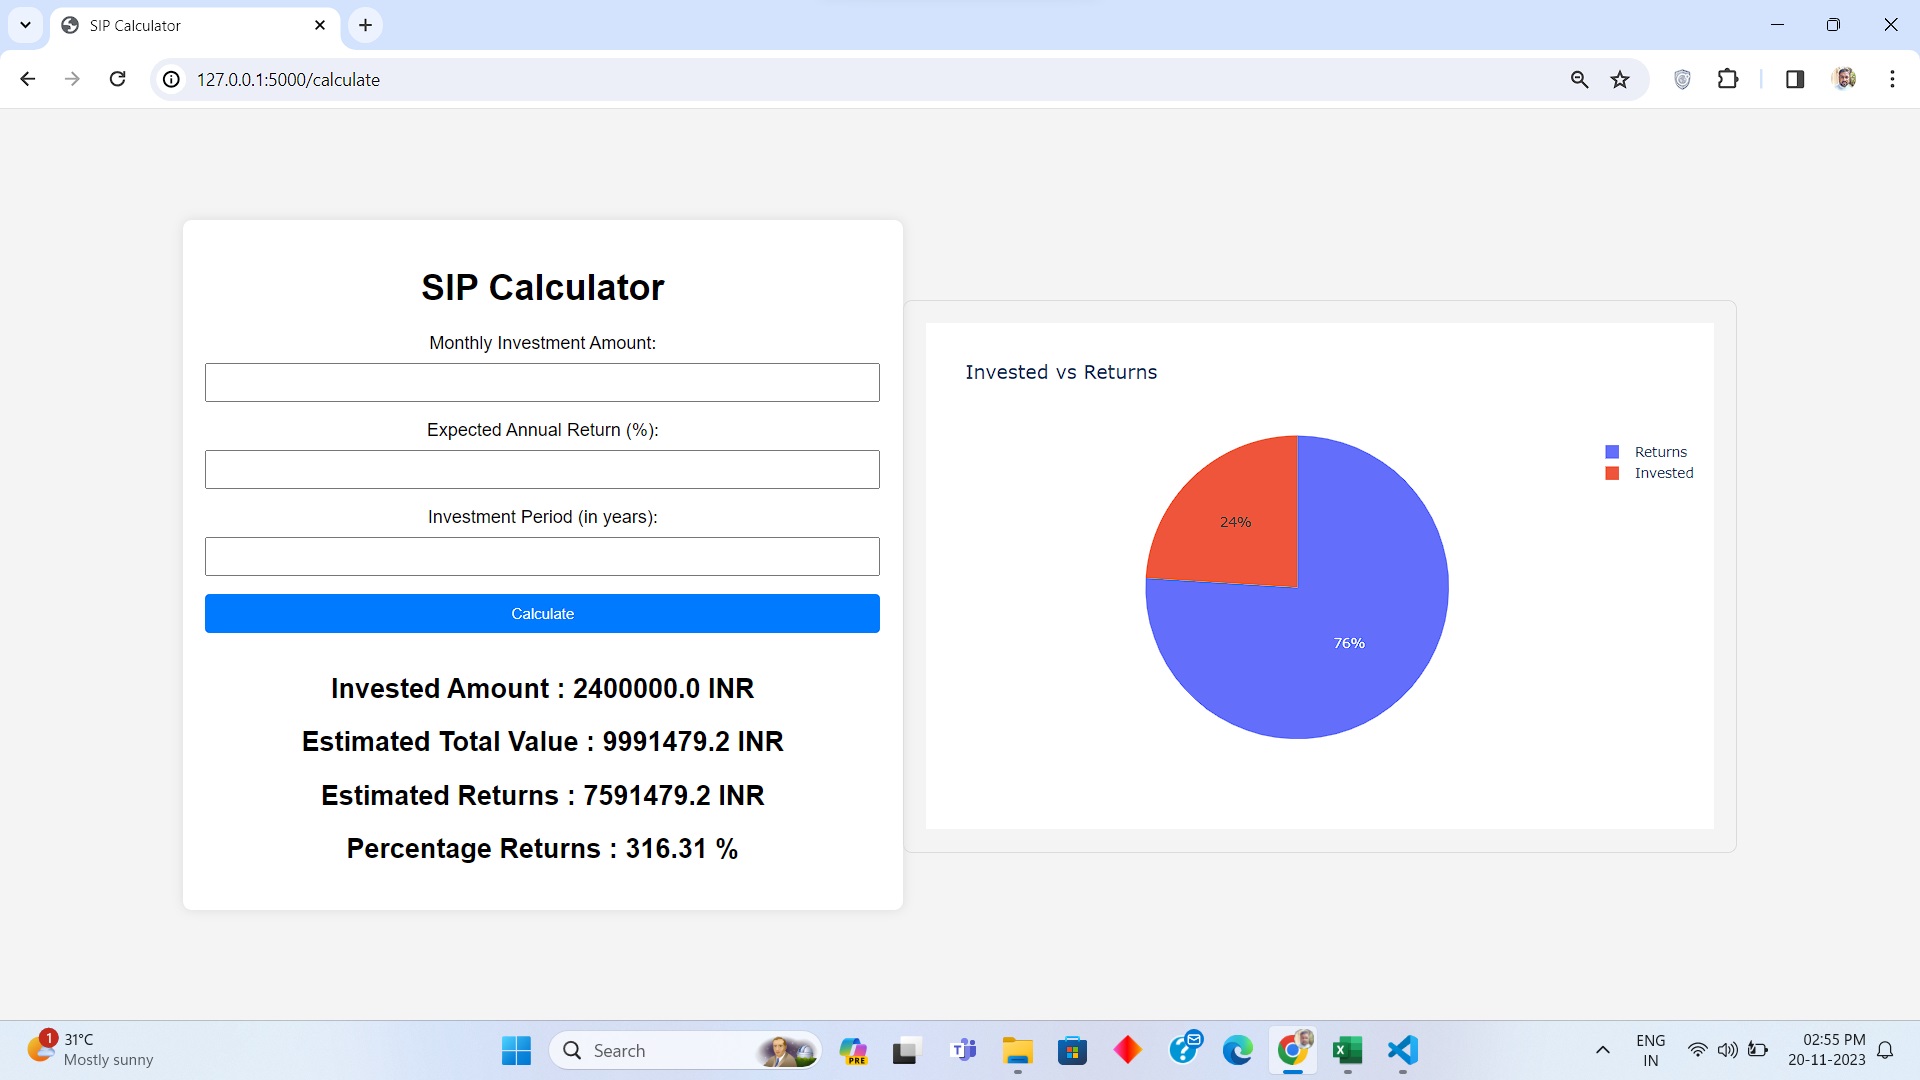 SIP Calculator
127.0.0.1:5000/calculate
SIP Calculator
Monthly Investment Amount:
Expected Annual Return (%):
Investment Period (in years):
Calculate
Invested Amount : 2400000.0 INR
Estimated Total Value : 9991479.2 INR
Estimated Returns : 7591479.2 INR
Percentage Returns : 316.31 %
Invested vs Returns
Returns
Invested
24%
76%
1
31°C
Mostly sunny
Search
PRE
ENG
IN
02:55 PM
20-11-2023